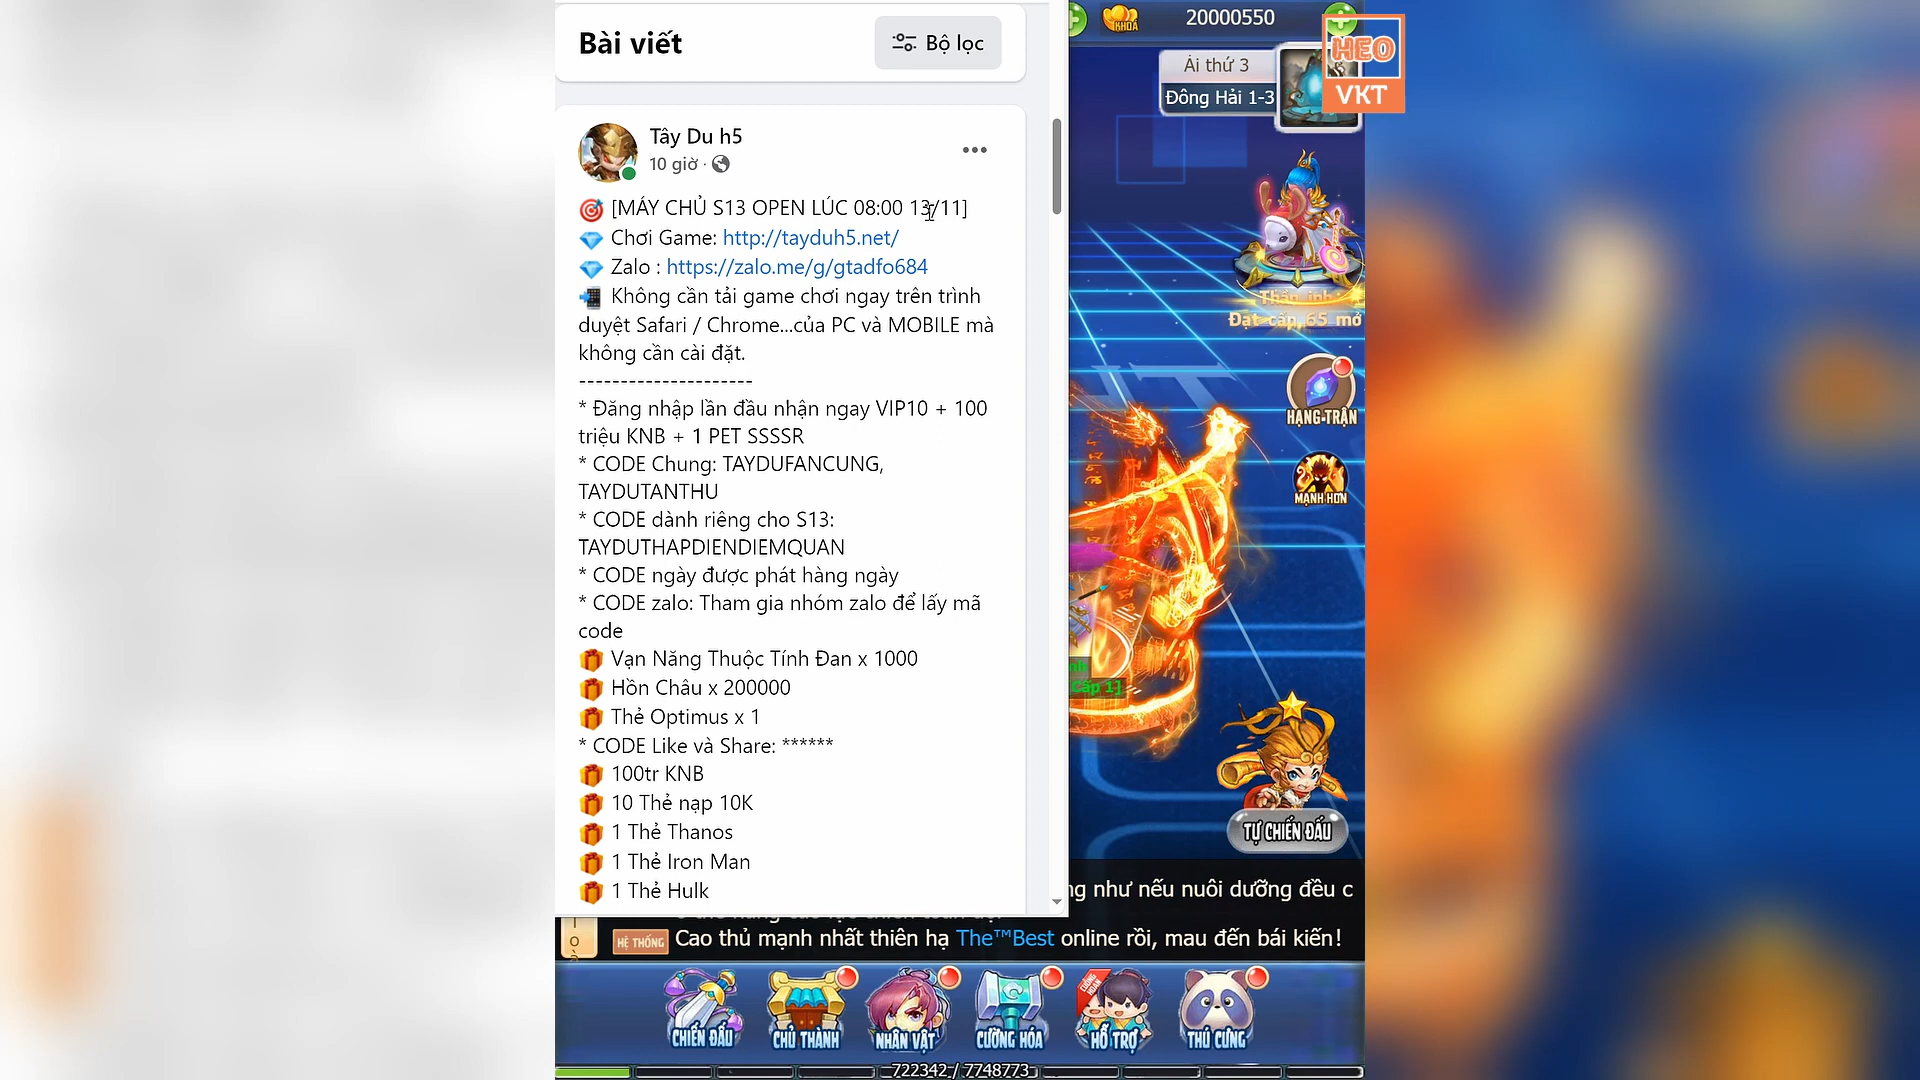 Bài viết
Bộ lọc
Tây Du h5
10 giờ ·
[MÁY CHỦ S13 OPEN LÚC 08:00 13/11]
Chơi Game: http://tayduh5.net/
Zalo : https://zalo.me/g/gtadfo684
Không cần tải game chơi ngay trên trình
duyệt Safari / Chrome...của PC và MOBILE mà
không cần cài đặt.
---------------------
* Đăng nhập lần đầu nhận ngay VIP10 + 100
triệu KNB + 1 PET SSSSR
* CODE Chung: TAYDUFANCUNG,
TAYDUTANTHU
* CODE dành riêng cho S13:
TAYDUTHAPDIENDIEMQUAN
* CODE ngày được phát hàng ngày
* CODE zalo: Tham gia nhóm zalo để lấy mã
code
Vạn Năng Thuộc Tính Đan x 1000
Hồn Châu x 200000
Thẻ Optimus x 1
* CODE Like và Share: ******
100tr KNB
10 Thẻ nạp 10K
1 Thẻ Thanos
1 Thẻ Iron Man
1 Thẻ Hulk
KHOÁ
20000550
HEO
VKT
Ải thứ 3
Đông Hải 1-3
Đạt cấp 65 mở
HẠNG TRẬN
MẠNH HƠN
Cấp 1]
TỰ CHIẾN ĐẤU
ng như nếu nuôi dưỡng đều c
HỆ THỐNG Cao thủ mạnh nhất thiên hạ The™Best online rồi, mau đến bái kiến!
CHIẾN ĐẤU
CHỦ THÀNH
NHÂN VẬT
CƯỜNG HÓA
HỖ TRỢ
THÚ CƯNG
722342 / 7748773